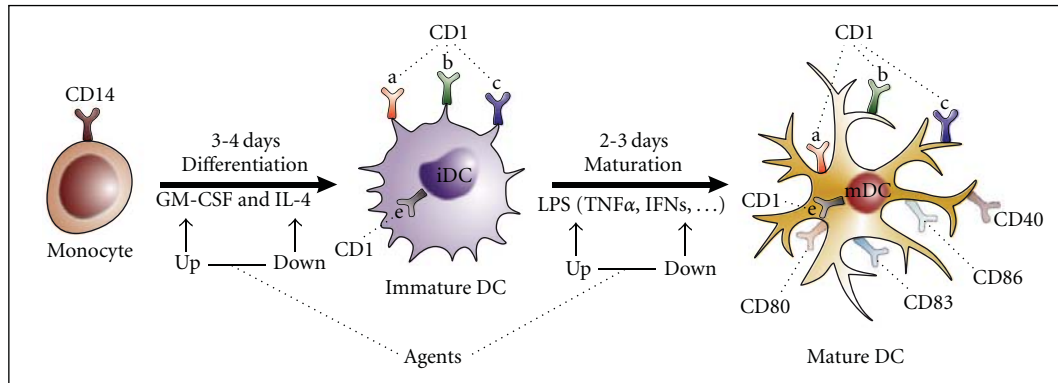 CD14
Monocyte
3-4 days
Differentiation
GM-CSF and IL-4
Up
Down
CD1
a
b
c
iDC
e
CD1
Immature DC
2-3 days
Maturation
LPS (TNFα, IFNs, …)
Up
Down
Agents
CD1
a
b
c
mDC
CD1
e
CD40
CD86
CD83
CD80
Mature DC